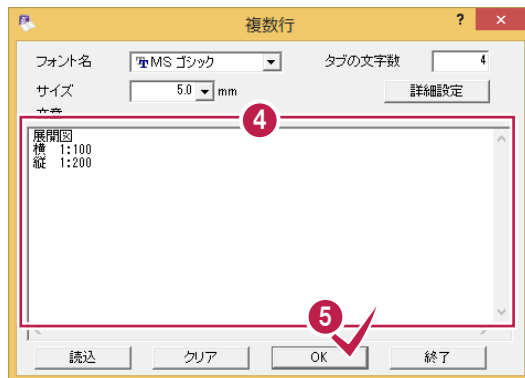 複数行
? ×
フォント名 MS ゴシック タブの文字数 4
サイズ 5.0 mm 詳細設定
文章
4
展開図
横 1:100
縦 1:200
5
読込 クリア OK 終了